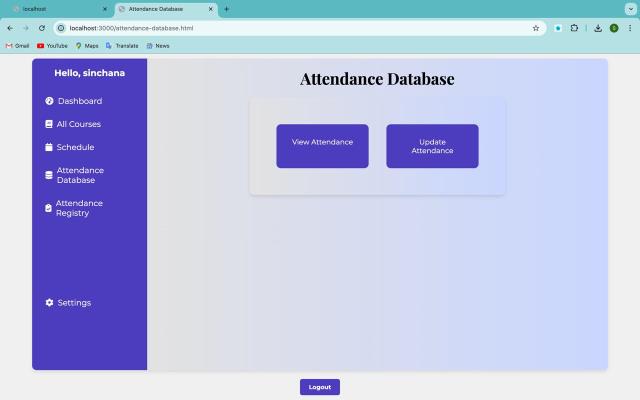 localhost
Attendance Database
localhost:3000/attendance-database.html
Gmail
YouTube
Maps
Translate
News
Hello, sinchana
Dashboard
All Courses
Schedule
Attendance
Database
Attendance
Registry
Settings
Attendance Database
View Attendance
Update
Attendance
Logout